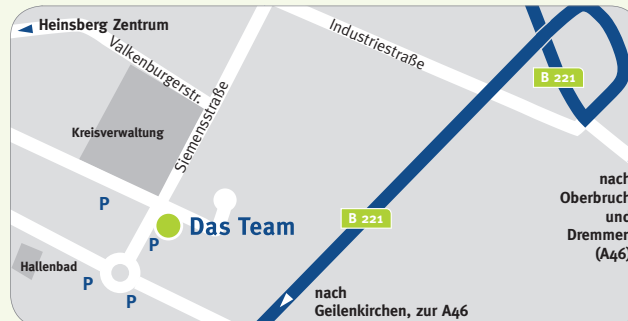 Heinsberg Zentrum
Valkenburgerstr.
Industriestraße
B 221
Siemensstraße
Kreisverwaltung
nach
Oberbruch
und
Dremmen
(A46)
P
Das Team
B 221
P
Hallenbad
P
P
nach
Geilenkirchen, zur A46